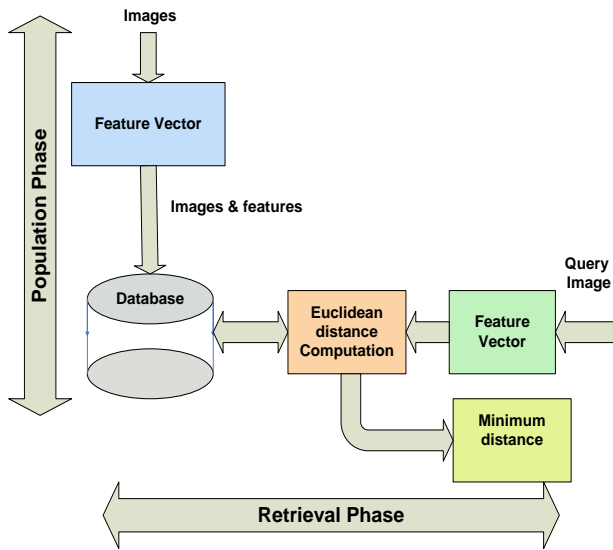 Images
Feature Vector
Population Phase
Images & features
Database
Euclidean
distance
Computation
Feature
Vector
Query
Image
Minimum
distance
Retrieval Phase